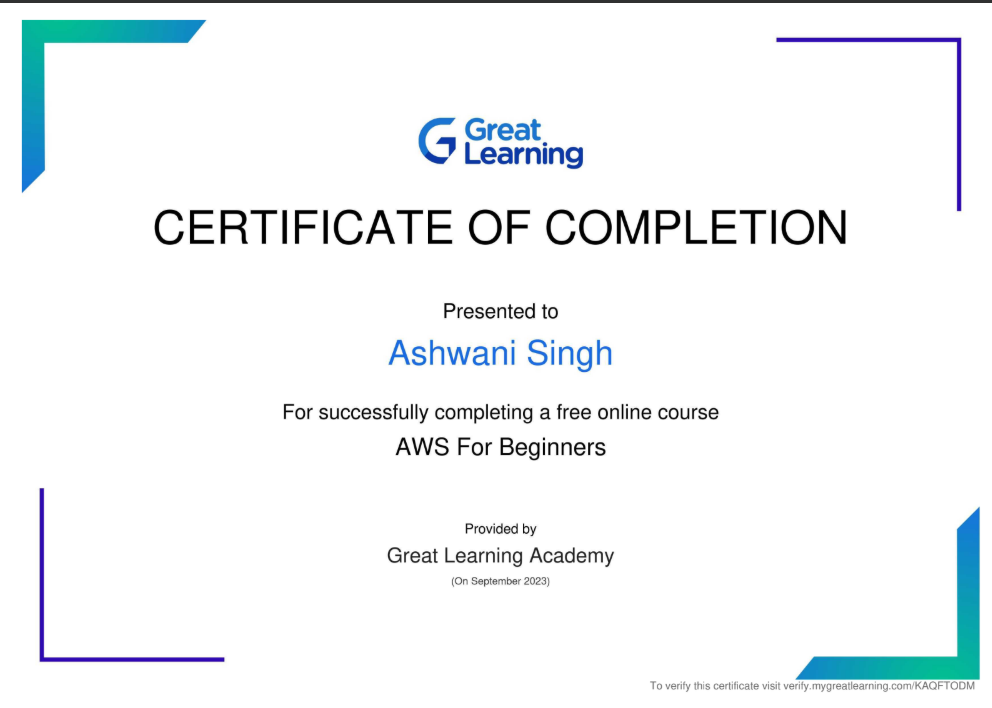 Great
Learning
CERTIFICATE OF COMPLETION
Presented to
Ashwani Singh
For successfully completing a free online course
AWS For Beginners
Provided by
Great Learning Academy
(On September 2023)
To verify this certificate visit verify.mygreatlearning.com/KAQFTODM